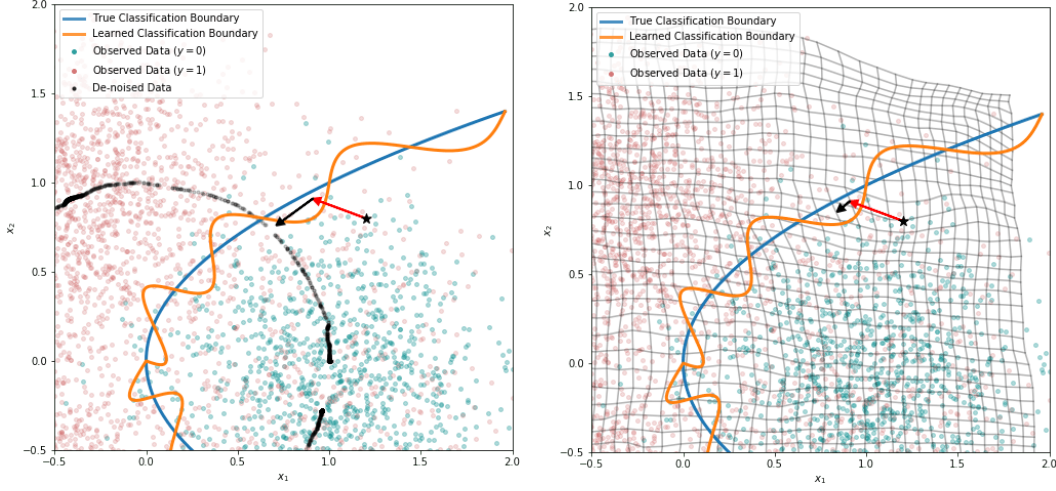 2.0
1.5
1.0
0.5
0.0
−0.5
x₂
True Classification Boundary
Learned Classification Boundary
Observed Data (y = 0)
Observed Data (y = 1)
De-noised Data
−0.5 0.0 0.5 1.0 1.5 2.0
x₁
2.0
1.5
1.0
0.5
0.0
−0.5
x₂
True Classification Boundary
Learned Classification Boundary
Observed Data (y = 0)
Observed Data (y = 1)
−0.5 0.0 0.5 1.0 1.5 2.0
x₁